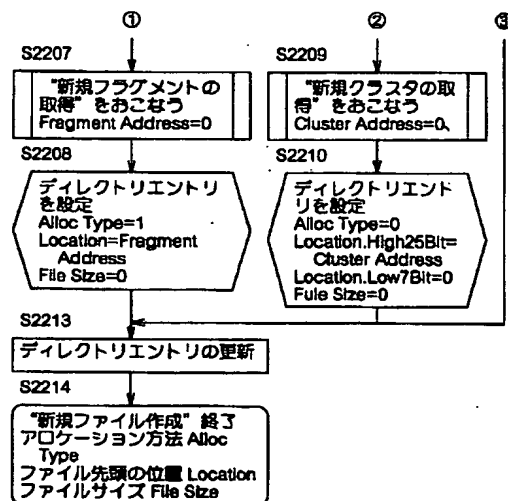 ① ② ③
S2207
“新規フラグメントの
取得”をおこなう
Fragment Address=0
S2209
“新規クラスタの取
得”をおこなう
Cluster Address=0、
S2208
ディレクトリエントリ
を設定
Alloc Type=1
Location=Fragment
Address
File Size=0
S2210
ディレクトリエンド
リを設定
Alloc Type=0
Location.High25Bit=
Cluster Address
Location.Low7Bit=0
Fule Size=0
S2213
ディレクトリエントリの更新
S2214
“新規ファイル作成”終了
アロケーション方法 Alloc
Type
ファイル先頭の位置 Location
ファイルサイズ File Size